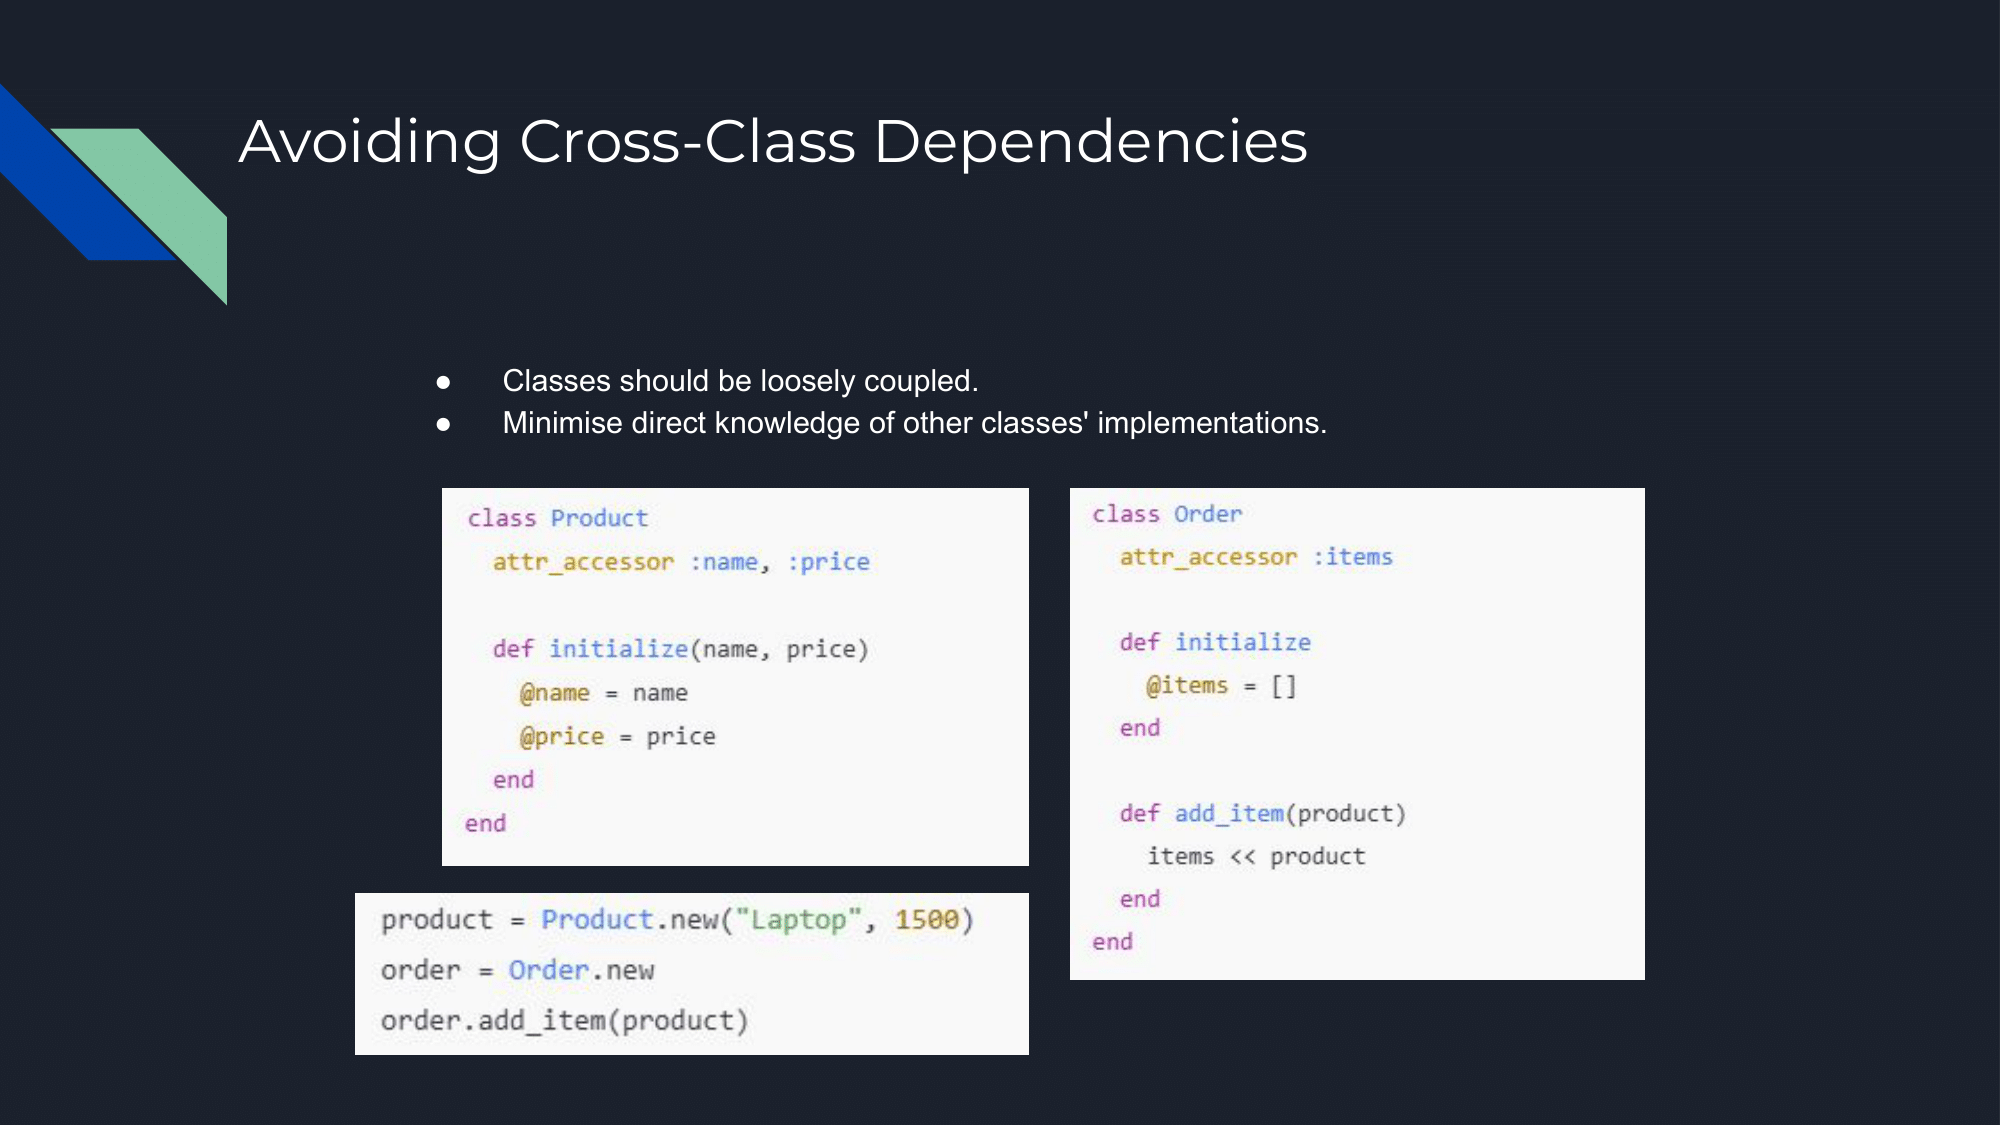 Avoiding Cross-Class Dependencies
● Classes should be loosely coupled.
● Minimise direct knowledge of other classes' implementations.
class Product
  attr_accessor :name, :price

  def initialize(name, price)
    @name = name
    @price = price
  end
end
product = Product.new("Laptop", 1500)
order = Order.new
order.add_item(product)
class Order
  attr_accessor :items

  def initialize
    @items = []
  end

  def add_item(product)
    items << product
  end
end